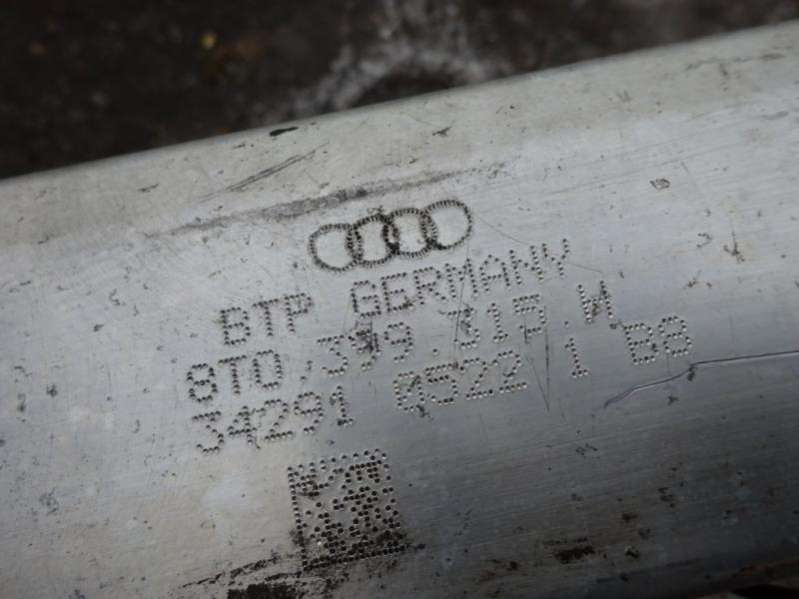 BTP GERMANY
8T0.399.315.M
34291 0522 1 B8